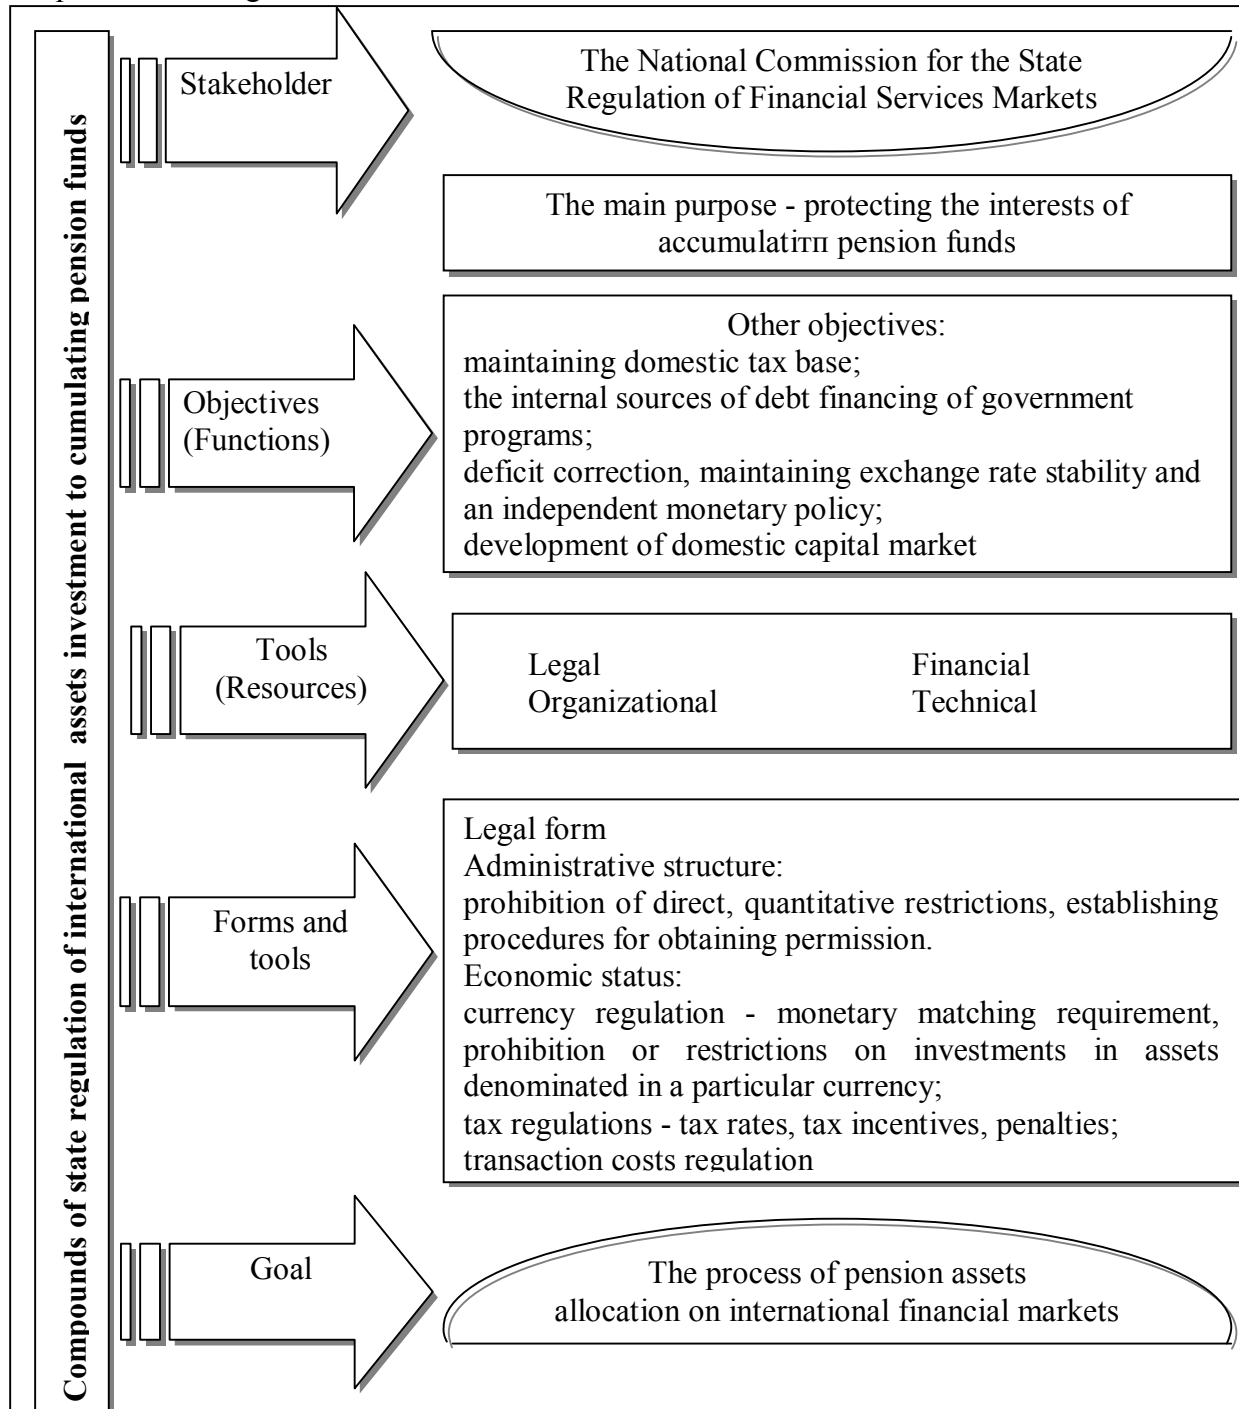 Compounds of state regulation of international assets investment to cumulating pension funds
Stakeholder
The National Commission for the State
Regulation of Financial Services Markets
The main purpose - protecting the interests of
accumulatітп pension funds
Objectives
(Functions)
Other objectives:
maintaining domestic tax base;
the internal sources of debt financing of government
programs;
deficit correction, maintaining exchange rate stability and
an independent monetary policy;
development of domestic capital market
Tools
(Resources)
Legal Financial
Organizational Technical
Forms and
tools
Legal form
Administrative structure:
prohibition of direct, quantitative restrictions, establishing
procedures for obtaining permission.
Economic status:
currency regulation - monetary matching requirement,
prohibition or restrictions on investments in assets
denominated in a particular currency;
tax regulations - tax rates, tax incentives, penalties;
transaction costs regulation
Goal
The process of pension assets
allocation on international financial markets